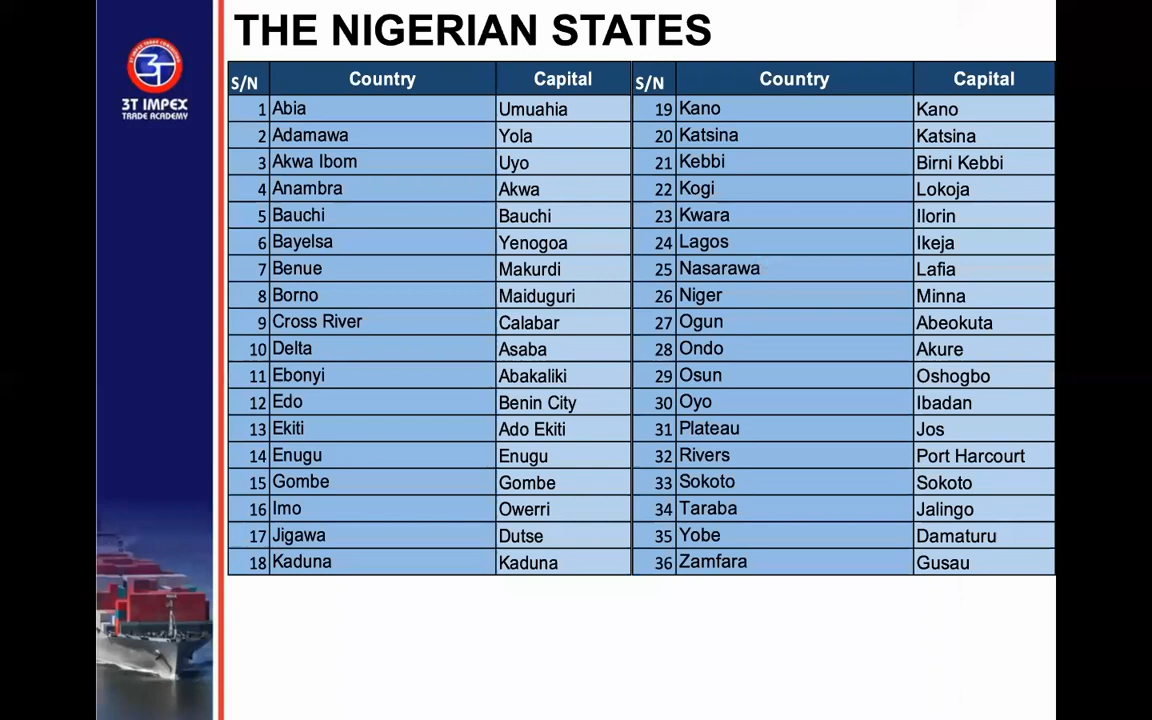 THE NIGERIAN STATES
3T IMPEX TRADE CONSULTING
3T
3T IMPEX
TRADE ACADEMY
S/N Country Capital S/N Country Capital
1 Abia Umuahia 19 Kano Kano
2 Adamawa Yola 20 Katsina Katsina
3 Akwa Ibom Uyo 21 Kebbi Birni Kebbi
4 Anambra Akwa 22 Kogi Lokoja
5 Bauchi Bauchi 23 Kwara Ilorin
6 Bayelsa Yenogoa 24 Lagos Ikeja
7 Benue Makurdi 25 Nasarawa Lafia
8 Borno Maiduguri 26 Niger Minna
9 Cross River Calabar 27 Ogun Abeokuta
10 Delta Asaba 28 Ondo Akure
11 Ebonyi Abakaliki 29 Osun Oshogbo
12 Edo Benin City 30 Oyo Ibadan
13 Ekiti Ado Ekiti 31 Plateau Jos
14 Enugu Enugu 32 Rivers Port Harcourt
15 Gombe Gombe 33 Sokoto Sokoto
16 Imo Owerri 34 Taraba Jalingo
17 Jigawa Dutse 35 Yobe Damaturu
18 Kaduna Kaduna 36 Zamfara Gusau